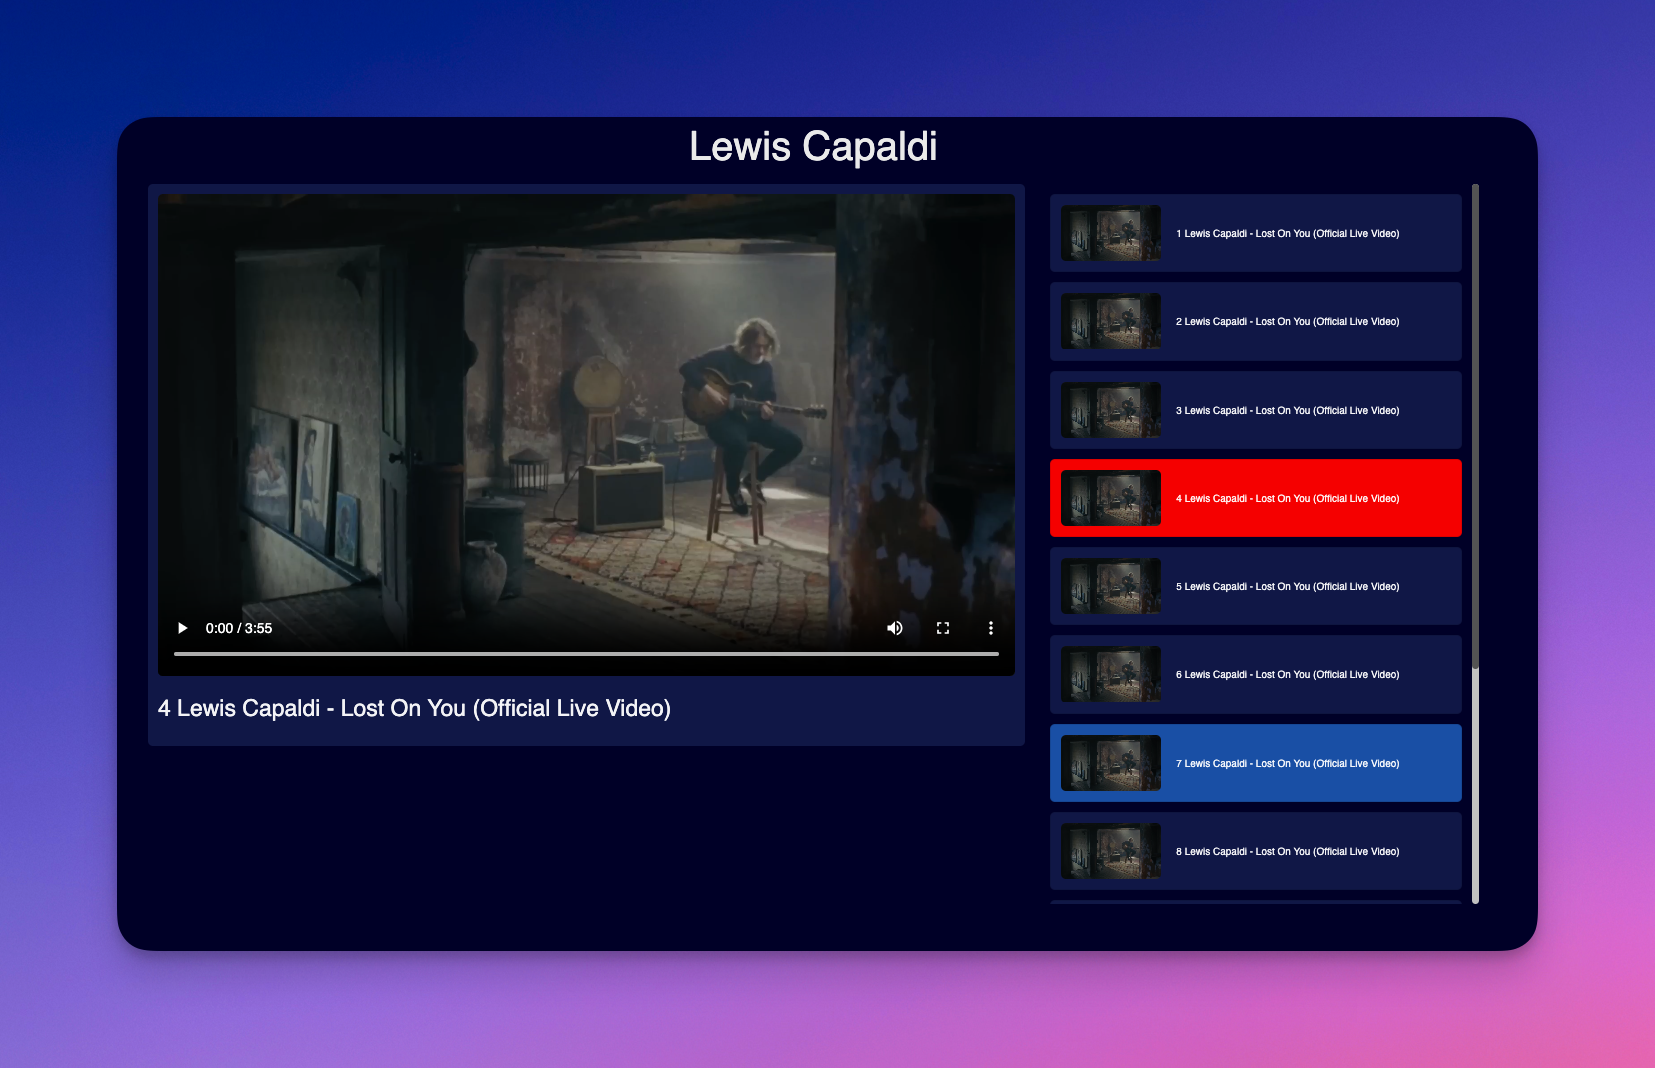 Lewis Capaldi
0:00 / 3:55
4 Lewis Capaldi - Lost On You (Official Live Video)
1 Lewis Capaldi - Lost On You (Official Live Video)
2 Lewis Capaldi - Lost On You (Official Live Video)
3 Lewis Capaldi - Lost On You (Official Live Video)
4 Lewis Capaldi - Lost On You (Official Live Video)
5 Lewis Capaldi - Lost On You (Official Live Video)
6 Lewis Capaldi - Lost On You (Official Live Video)
7 Lewis Capaldi - Lost On You (Official Live Video)
8 Lewis Capaldi - Lost On You (Official Live Video)